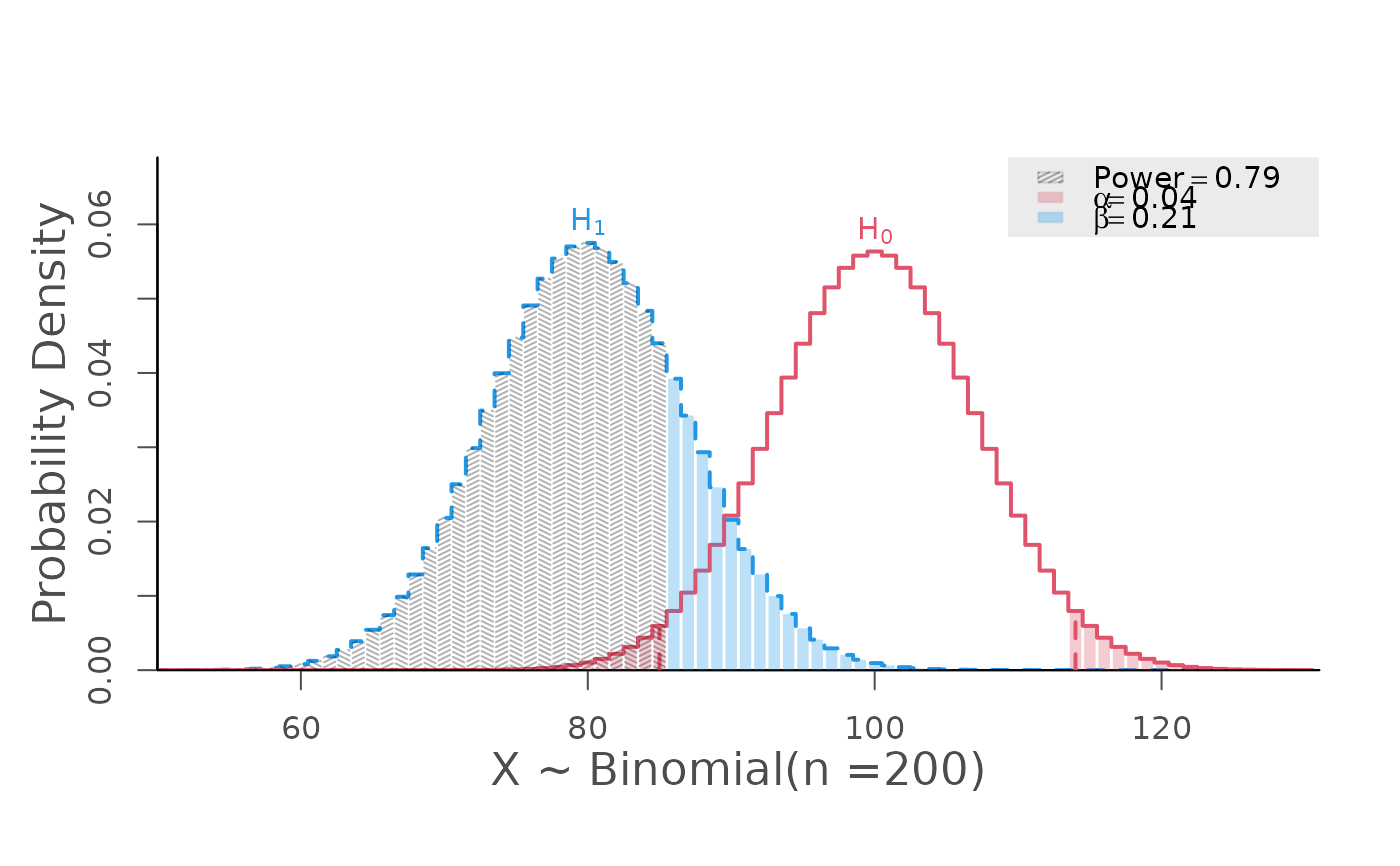 Power = 0.79
α = 0.04
β = 0.21
H1
H0
Probability Density
0.06
0.04
0.02
0.00
60 80 100 120
X ~ Binomial(n =200)